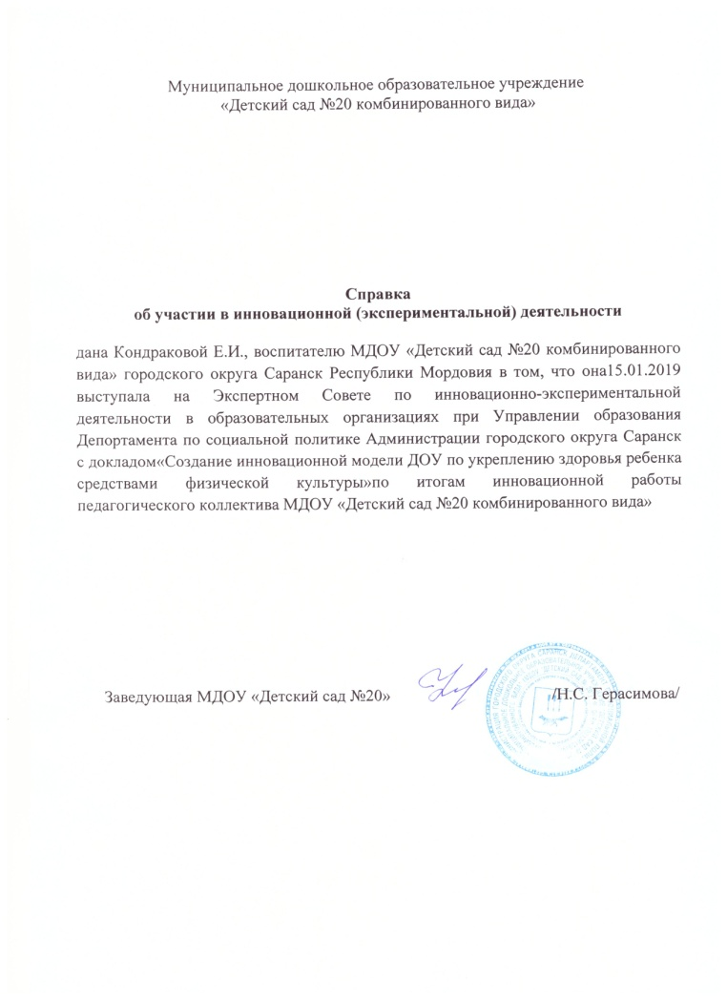 Муниципальное дошкольное образовательное учреждение
«Детский сад №20 комбинированного вида»
Справка
об участии в инновационной (экспериментальной) деятельности
дана Кондраковой Е.И., воспитателю МДОУ «Детский сад №20 комбинированного
вида» городского округа Саранск Республики Мордовия в том, что она15.01.2019
выступала на Экспертном Совете по инновационно-экспериментальной
деятельности в образовательных организациях при Управлении образования
Депортамента по социальной политике Администрации городского округа Саранск
с докладом«Создание инновационной модели ДОУ по укреплению здоровья ребенка
средствами физической культуры»по итогам инновационной работы
педагогического коллектива МДОУ «Детский сад №20 комбинированного вида»
Заведующая МДОУ «Детский сад №20» /Н.С. Герасимова/